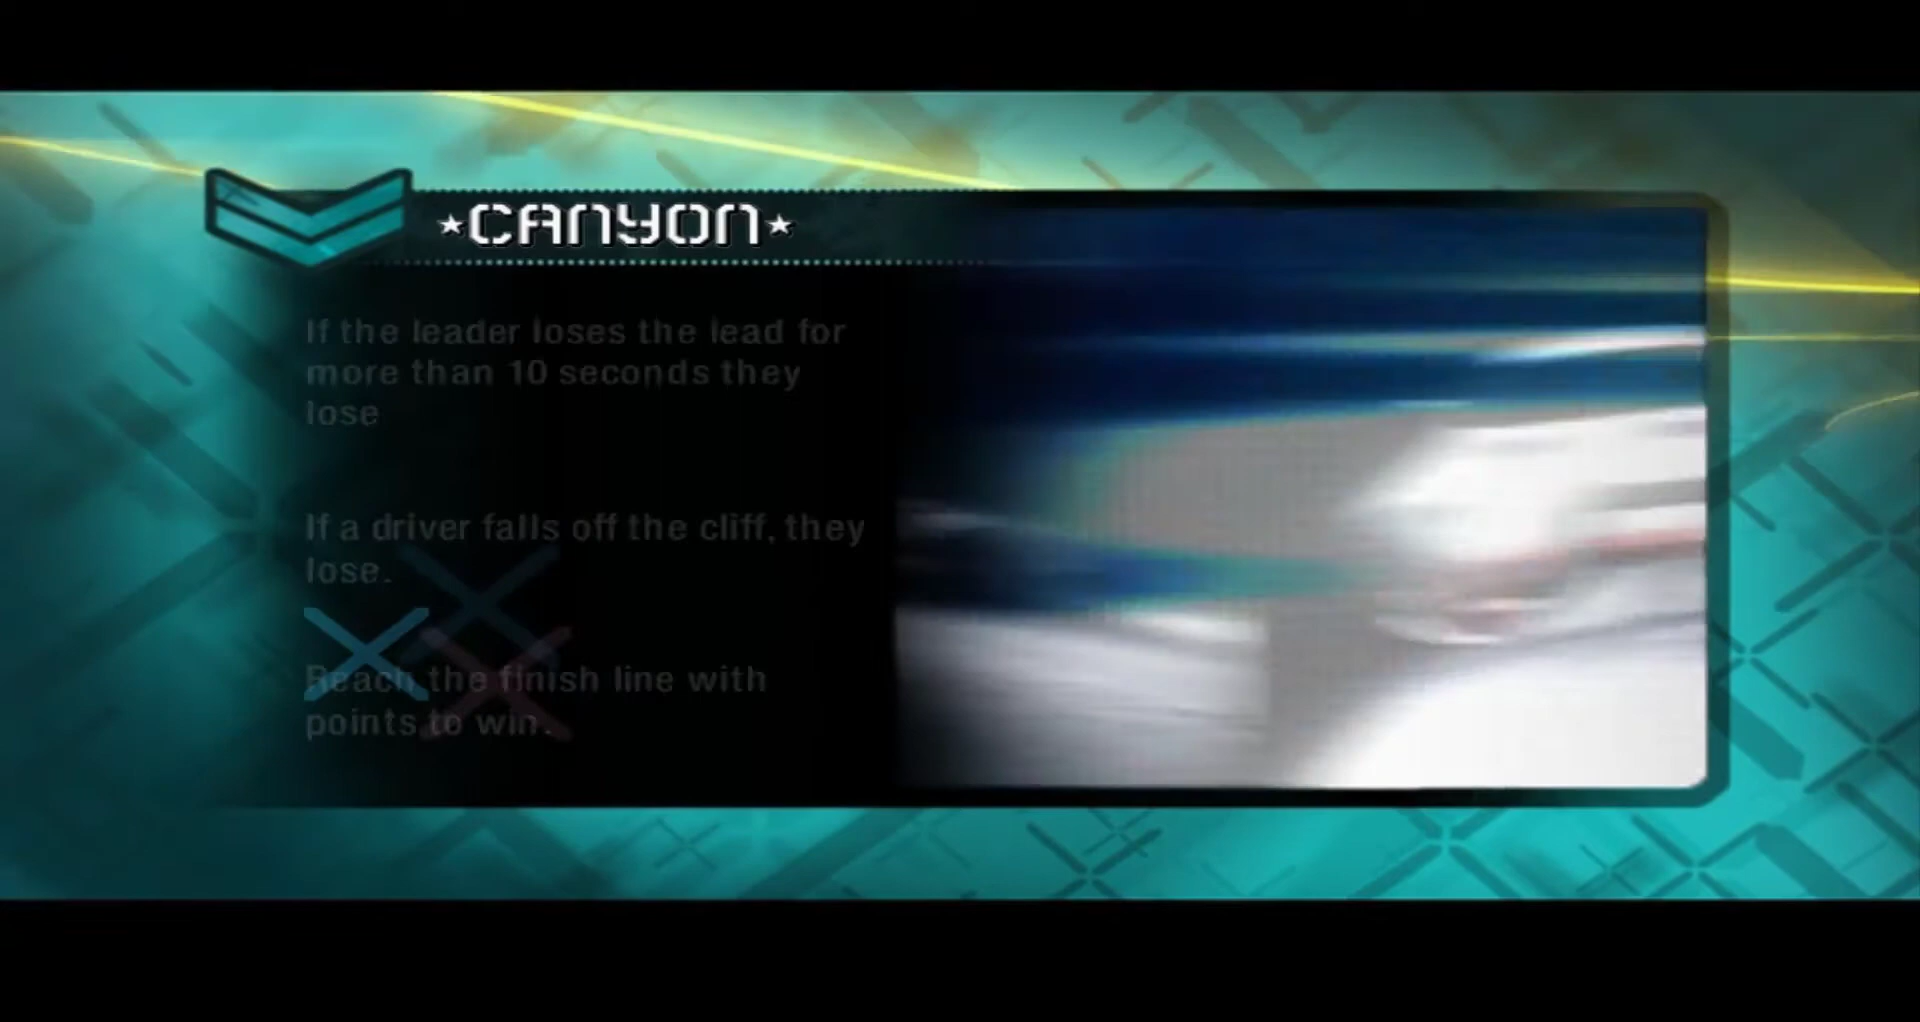 ★CANYON★
If the leader loses the lead for
more than 10 seconds they
lose
If a driver falls off the cliff, they
lose.
Reach the finish line with
points to win.